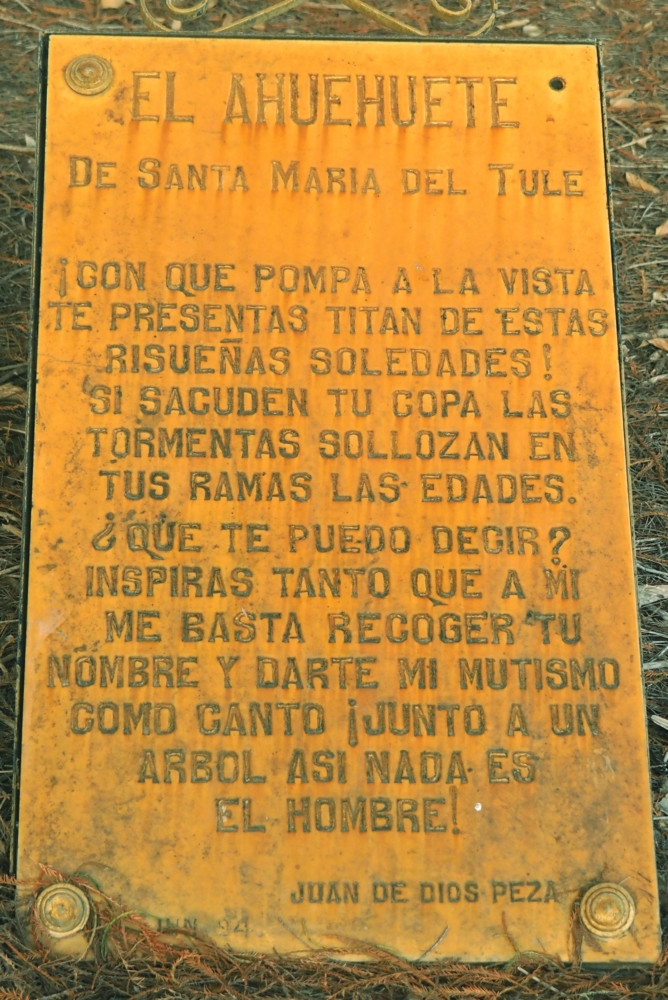 EL AHUEHUETE
DE SANTA MARIA DEL TULE
¡CON QUE POMPA A LA VISTA
TE PRESENTAS TITAN DE ESTAS
RISUEÑAS SOLEDADES!
SI SACUDEN TU COPA LAS
TORMENTAS SOLLOZAN EN
TUS RAMAS LAS EDADES.
¿QUE TE PUEDO DECIR?
INSPIRAS TANTO QUE A MI
ME BASTA RECOGER TU
NOMBRE Y DARTE MI MUTISMO
COMO CANTO ¡JUNTO A UN
ARBOL ASI NADA ES
EL HOMBRE!
JUAN DE DIOS PEZA
JUN 94